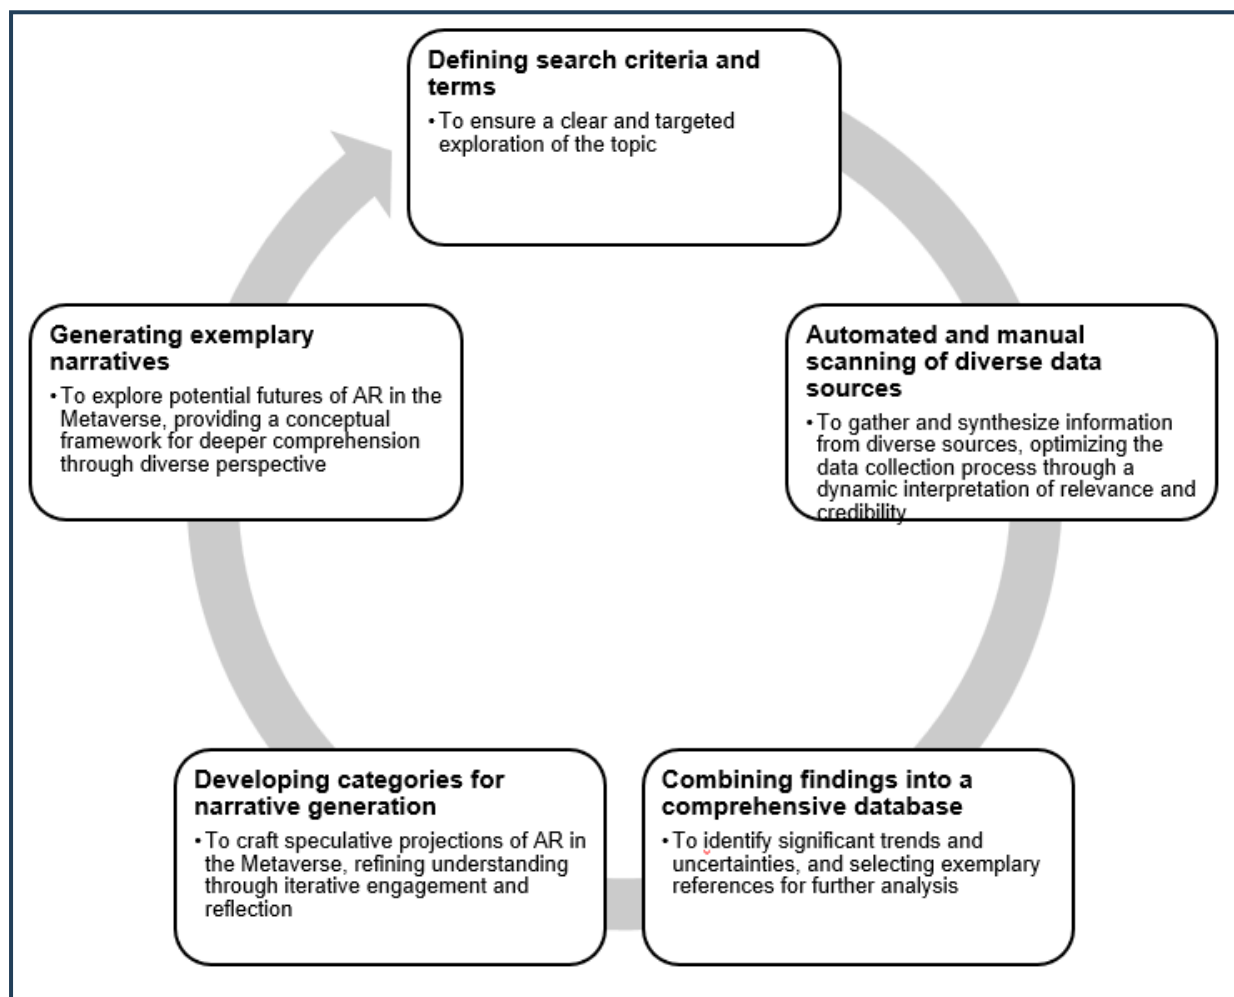 Defining search criteria and
terms
• To ensure a clear and targeted
exploration of the topic
Automated and manual
scanning of diverse data
sources
• To gather and synthesize information
from diverse sources, optimizing the
data collection process through a
dynamic interpretation of relevance and
credibility
Combining findings into a
comprehensive database
• To identify significant trends and
uncertainties, and selecting exemplary
references for further analysis
Developing categories for
narrative generation
• To craft speculative projections of AR in
the Metaverse, refining understanding
through iterative engagement and
reflection
Generating exemplary
narratives
• To explore potential futures of AR in the
Metaverse, providing a conceptual
framework for deeper comprehension
through diverse perspective